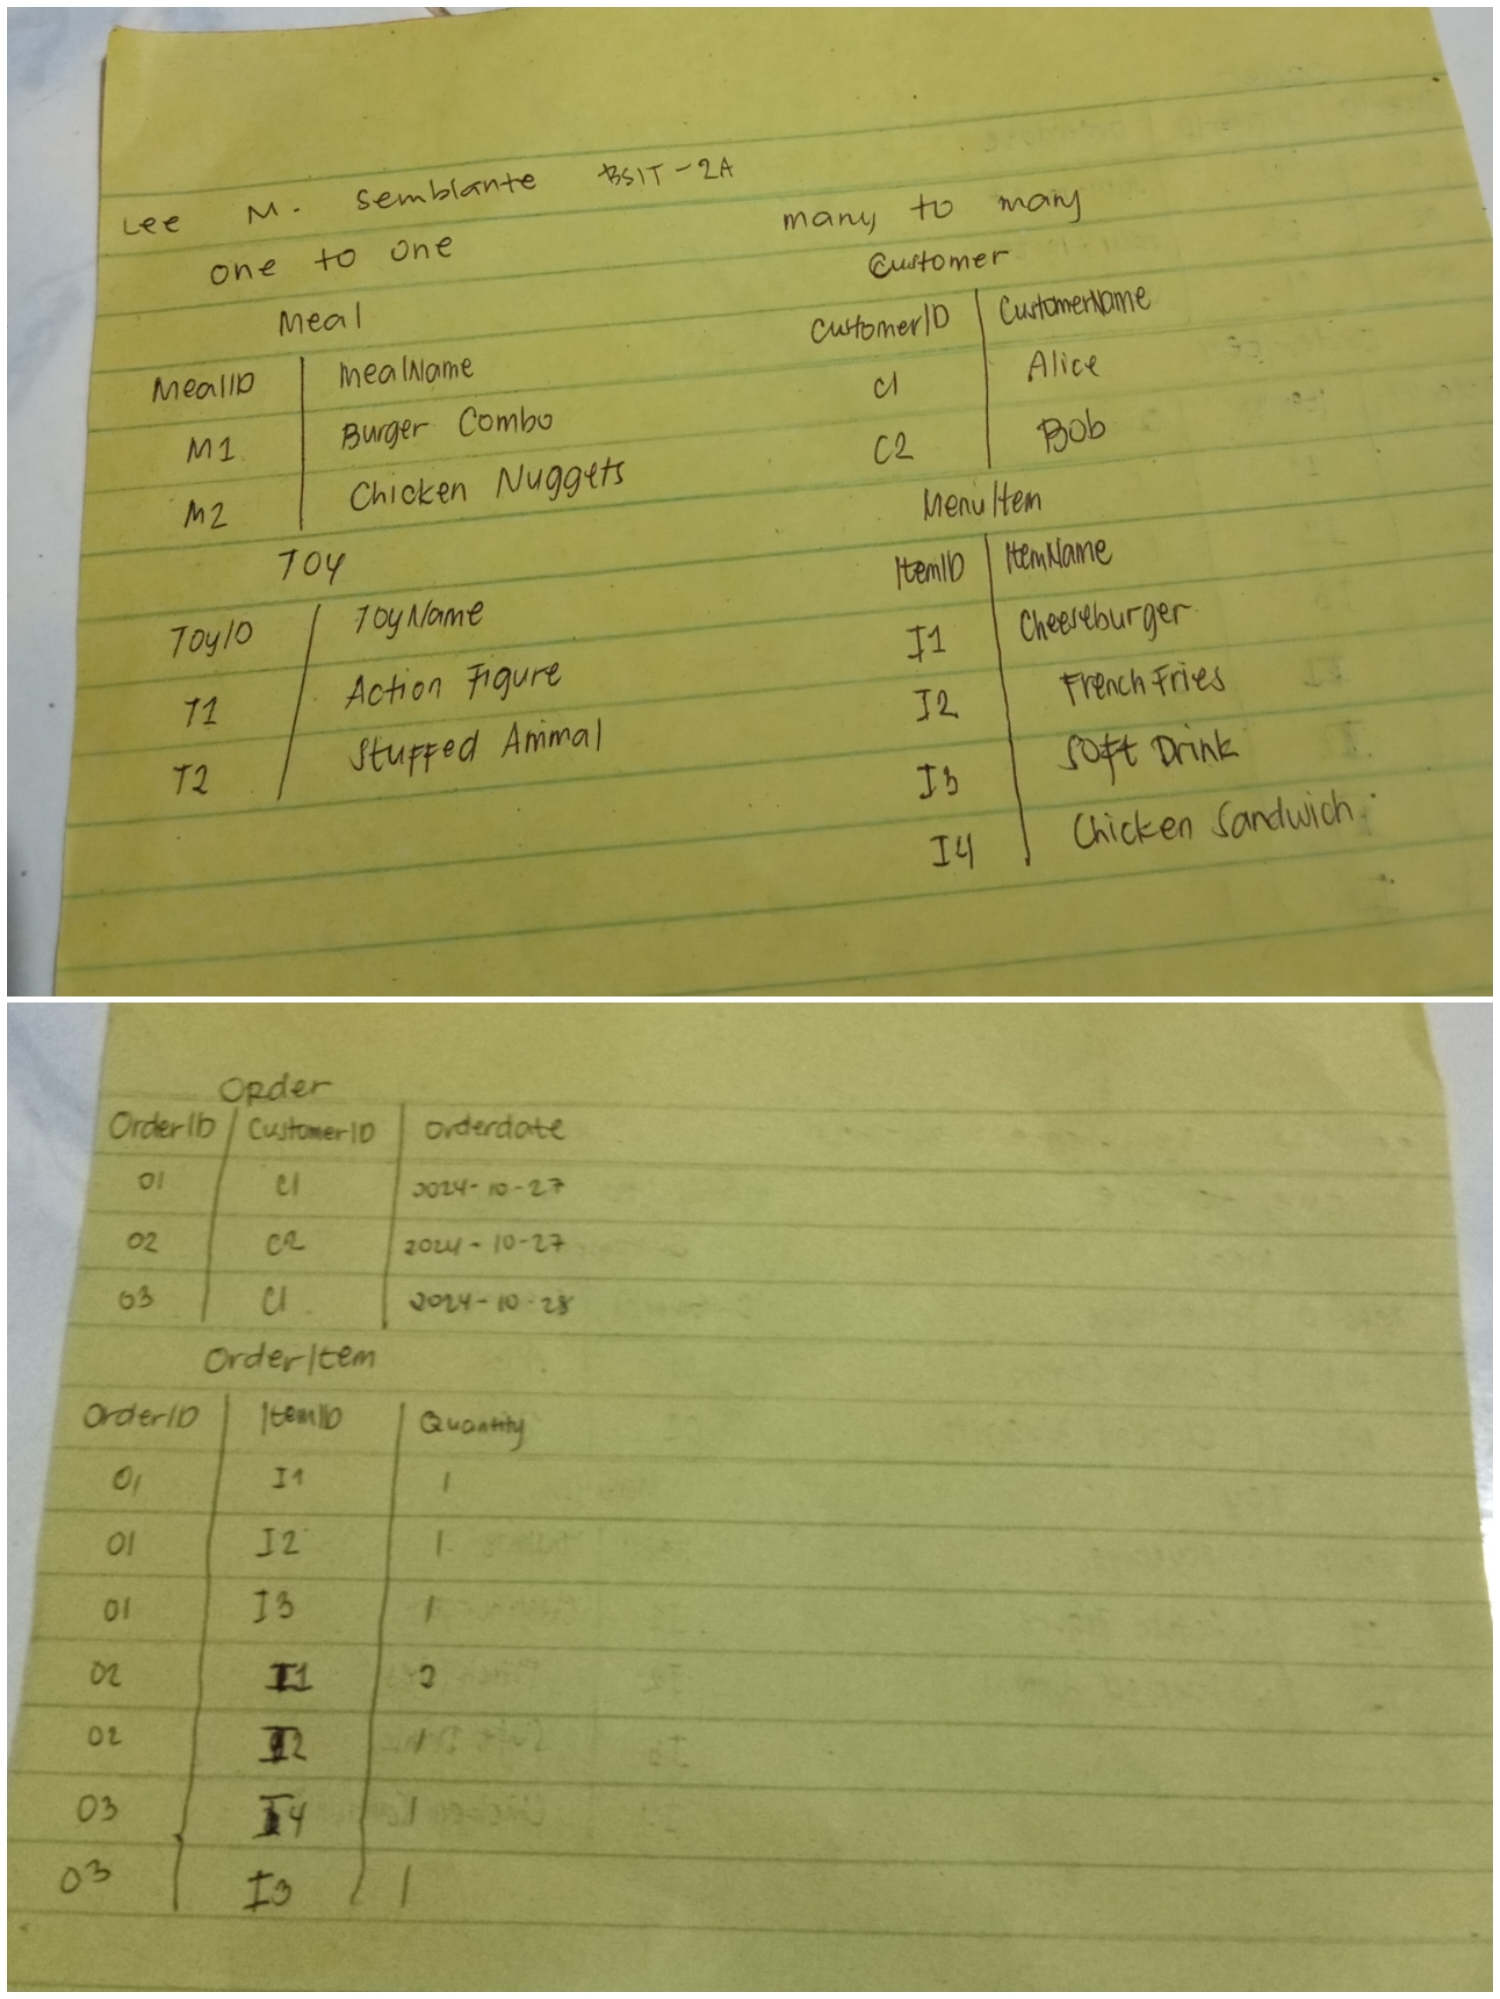 Lee M. Semblante BSIT-2A
one to one
Meal
MealID MealName
M1 Burger Combo
M2 Chicken Nuggets
Toy
ToyID ToyName
T1 Action Figure
T2 Stuffed Animal
many to many
Customer
CustomerID CustomerName
C1 Alice
C2 Bob
MenuItem
ItemID ItemName
I1 Cheeseburger
I2 French Fries
I3 Soft Drink
I4 Chicken Sandwich
Order
OrderID CustomerID orderdate
01 C1 2024-10-27
02 C2 2024-10-27
03 C1 2024-10-28
OrderItem
OrderID ItemID Quantity
01 I1 1
01 I2 1
01 I3 1
02 I1 2
02 I2 1
03 I4 1
03 I3 1